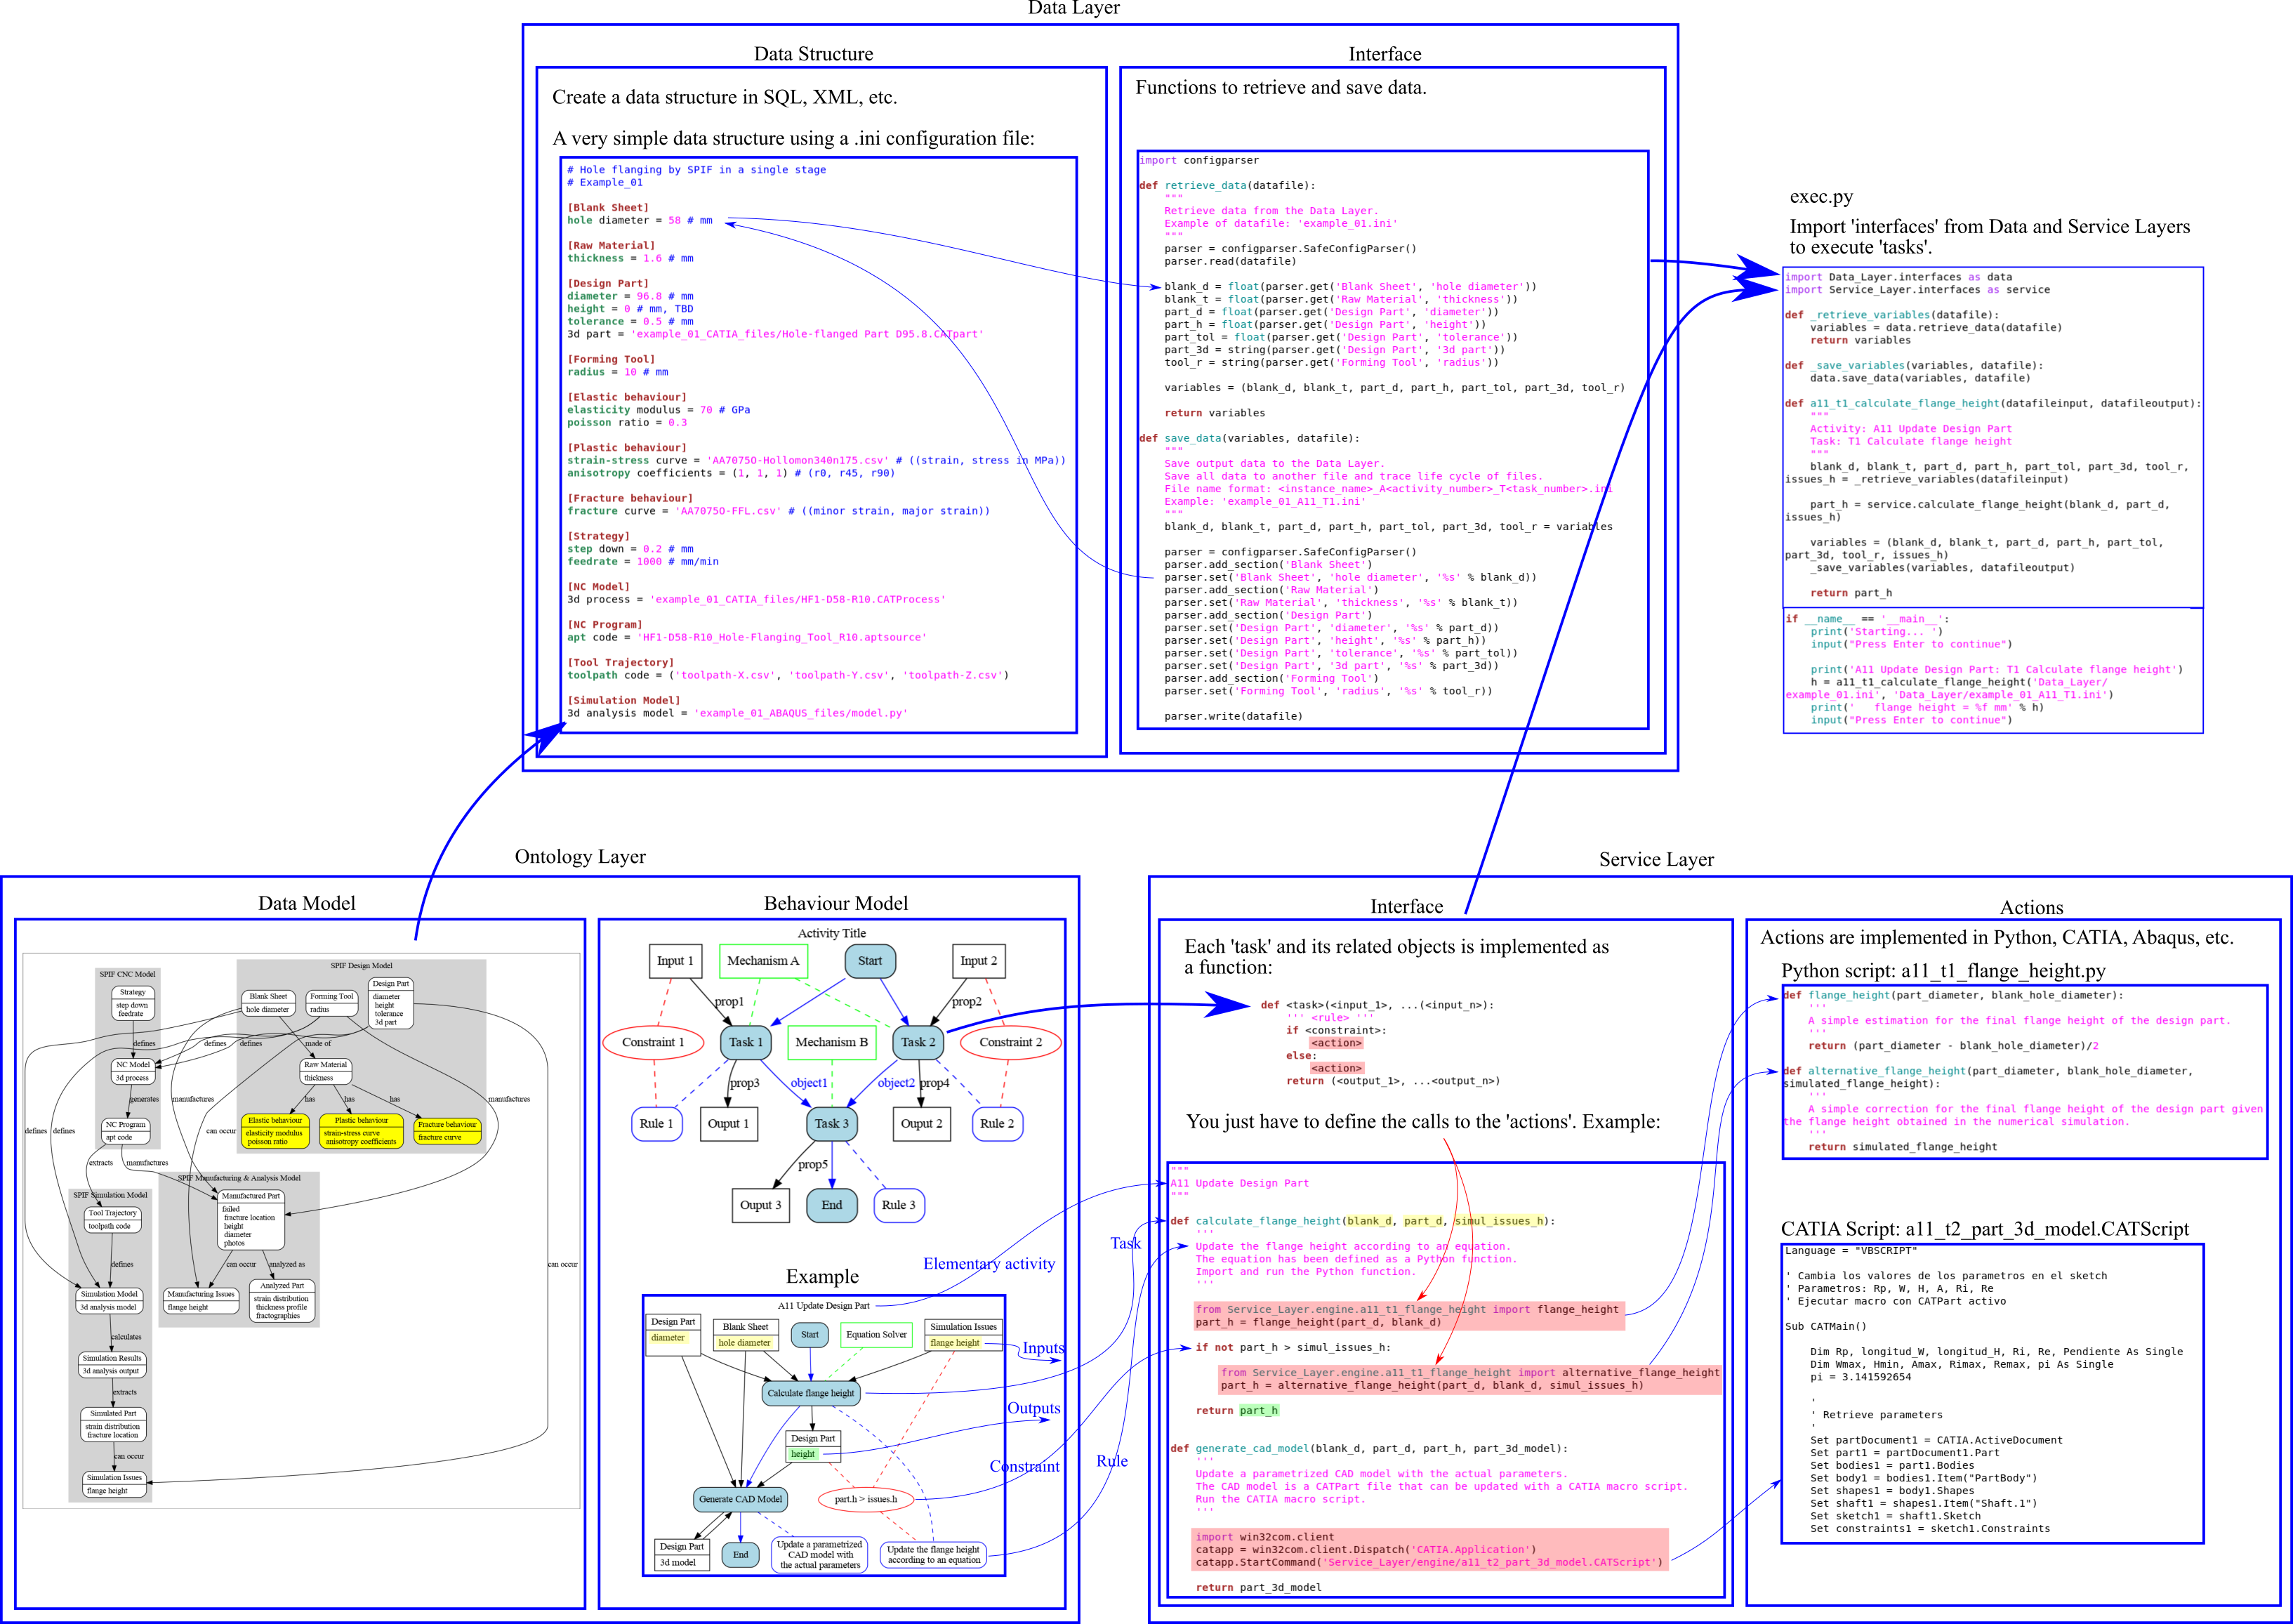 Data Layer
Data Structure
Create a data structure in SQL, XML, etc.
A very simple data structure using a .ini configuration file:
# Hole flanging by SPIF in a single stage
# Example_01
[Blank Sheet]
hole diameter = 58 # mm
[Raw Material]
thickness = 1.6 # mm
[Design Part]
diameter = 96.8 # mm
height = 0 # mm, TBD
tolerance = 0.5 # mm
3d part = 'example_01_CATIA_files/Hole-flanged Part D95.8.CATpart'
[Forming Tool]
radius = 10 # mm
[Elastic behaviour]
elasticity modulus = 70 # GPa
poisson ratio = 0.3
[Plastic behaviour]
strain-stress curve = 'AA7075O-Hollomon340n175.csv' # ((strain, stress in MPa))
anisotropy coefficients = (1, 1, 1) # (r0, r45, r90)
[Fracture behaviour]
fracture curve = 'AA7075O-FFL.csv' # ((minor strain, major strain))
[Strategy]
step down = 0.2 # mm
feedrate = 1000 # mm/min
[NC Model]
3d process = 'example_01_CATIA_files/HF1-D58-R10.CATProcess'
[NC Program]
apt code = 'HF1-D58-R10_Hole-Flanging_Tool_R10.aptsource'
[Tool Trajectory]
toolpath code = ('toolpath-X.csv', 'toolpath-Y.csv', 'toolpath-Z.csv')
[Simulation Model]
3d analysis model = 'example_01_ABAQUS_files/model.py'
Interface
Functions to retrieve and save data.
import configparser
def retrieve_data(datafile):
"""
Retrieve data from the Data Layer.
Example of datafile: 'example_01.ini'
"""
parser = configparser.SafeConfigParser()
parser.read(datafile)
blank_d = float(parser.get('Blank Sheet', 'hole diameter'))
blank_t = float(parser.get('Raw Material', 'thickness'))
part_d = float(parser.get('Design Part', 'diameter'))
part_h = float(parser.get('Design Part', 'height'))
part_tol = float(parser.get('Design Part', 'tolerance'))
part_3d = string(parser.get('Design Part', '3d part'))
tool_r = string(parser.get('Forming Tool', 'radius'))
variables = (blank_d, blank_t, part_d, part_h, part_tol, part_3d, tool_r)
return variables
def save_data(variables, datafile):
"""
Save output data to the Data Layer.
Save all data to another file and trace life cycle of files.
File name format: <instance_name>_A<activity_number>_T<task_number>.ini
Example: 'example_01_A11_T1.ini'
"""
blank_d, blank_t, part_d, part_h, part_tol, part_3d, tool_r = variables
parser = configparser.SafeConfigParser()
parser.add_section('Blank Sheet')
parser.set('Blank Sheet', 'hole diameter', '%s' % blank_d))
parser.add_section('Raw Material')
parser.set('Raw Material', 'thickness', '%s' % blank_t))
parser.add_section('Design Part')
parser.set('Design Part', 'diameter', '%s' % part_d))
parser.set('Design Part', 'height', '%s' % part_h))
parser.set('Design Part', 'tolerance', '%s' % part_tol))
parser.set('Design Part', '3d part', '%s' % part_3d))
parser.add_section('Forming Tool')
parser.set('Forming Tool', 'radius', '%s' % tool_r))
parser.write(datafile)
exec.py
Import 'interfaces' from Data and Service Layers
to execute 'tasks'.
import Data_Layer.interfaces as data
import Service_Layer.interfaces as service
def _retrieve_variables(datafile):
variables = data.retrieve_data(datafile)
return variables
def _save_variables(variables, datafile):
data.save_data(variables, datafile)
def a11_t1_calculate_flange_height(datafileinput, datafileoutput):
"""
Activity: A11 Update Design Part
Task: T1 Calculate flange height
"""
blank_d, blank_t, part_d, part_h, part_tol, part_3d, tool_r,
issues_h = _retrieve_variables(datafileinput)
part_h = service.calculate_flange_height(blank_d, part_d,
issues_h)
variables = (blank_d, blank_t, part_d, part_h, part_tol,
part_3d, tool_r, issues_h)
_save_variables(variables, datafileoutput)
return part_h
if __name__ == '__main__':
print('Starting... ')
input("Press Enter to continue")
print('A11 Update Design Part: T1 Calculate flange height')
h = a11_t1_calculate_flange_height('Data_Layer/
example_01.ini', 'Data_Layer/example_01_A11_T1.ini')
print('   flange height = %f mm' % h)
input("Press Enter to continue")
Ontology Layer
Data Model
SPIF CNC Model
Strategy
step down
feedrate
defines
NC Model
3d process
generates
NC Program
apt code
extracts
manufactures
SPIF Design Model
Blank Sheet
hole diameter
Forming Tool
radius
Design Part
diameter
height
tolerance
3d part
defines
defines
made of
Raw Material
thickness
has
has
has
Elastic behaviour
elasticity modulus
poisson ratio
Plastic behaviour
strain-stress curve
anisotropy coefficients
Fracture behaviour
fracture curve
manufactures
manufactures
defines
defines
can occur
SPIF Simulation Model
Tool Trajectory
toolpath code
defines
Simulation Model
3d analysis model
calculates
Simulation Results
3d analysis output
extracts
Simulated Part
strain distribution
fracture location
can occur
Simulation Issues
flange height
SPIF Manufacturing & Analysis Model
Manufactured Part
failed
fracture location
height
diameter
photos
can occur
analyzed as
Manufacturing Issues
flange height
Analyzed Part
strain distribution
thickness profile
fractographies
can occur
Behaviour Model
Activity Title
Input 1
Mechanism A
Start
Input 2
prop1
prop2
Constraint 1
Task 1
Mechanism B
Task 2
Constraint 2
prop3
object1
object2
prop4
Rule 1
Ouput 1
Task 3
Ouput 2
Rule 2
prop5
Ouput 3
End
Rule 3
Example
A11 Update Design Part
Design Part
diameter
Blank Sheet
hole diameter
Start
Equation Solver
Simulation Issues
flange height
Calculate flange height
Design Part
height
Generate CAD Model
part.h > issues.h
Design Part
3d model
End
Update a parametrized
CAD model with
the actual parameters
Update the flange height
according to an equation
Elementary activity
Task
Inputs
Outputs
Constraint
Rule
Service Layer
Interface
Each 'task' and its related objects is implemented as
a function:
def <task>(<input_1>, ...(<input_n>):
''' <rule> '''
if <constraint>:
<action>
else:
<action>
return (<output_1>, ...<output_n>)
You just have to define the calls to the 'actions'. Example:
"""
A11 Update Design Part
"""
def calculate_flange_height(blank_d, part_d, simul_issues_h):
'''
Update the flange height according to an equation.
The equation has been defined as a Python function.
Import and run the Python function.
'''
from Service_Layer.engine.a11_t1_flange_height import flange_height
part_h = flange_height(part_d, blank_d)
if not part_h > simul_issues_h:
from Service_Layer.engine.a11_t1_flange_height import alternative_flange_height
part_h = alternative_flange_height(part_d, blank_d, simul_issues_h)
return part_h
def generate_cad_model(blank_d, part_d, part_h, part_3d_model):
'''
Update a parametrized CAD model with the actual parameters.
The CAD model is a CATPart file that can be updated with a CATIA macro script.
Run the CATIA macro script.
'''
import win32com.client
catapp = win32com.client.Dispatch('CATIA.Application')
catapp.StartCommand('Service_Layer/engine/a11_t2_part_3d_model.CATScript')
return part_3d_model
Actions
Actions are implemented in Python, CATIA, Abaqus, etc.
Python script: a11_t1_flange_height.py
def flange_height(part_diameter, blank_hole_diameter):
'''
A simple estimation for the final flange height of the design part.
'''
return (part_diameter - blank_hole_diameter)/2
def alternative_flange_height(part_diameter, blank_hole_diameter,
simulated_flange_height):
'''
A simple correction for the final flange height of the design part given
the flange height obtained in the numerical simulation.
'''
return simulated_flange_height
CATIA Script: a11_t2_part_3d_model.CATScript
Language = "VBSCRIPT"
' Cambia los valores de los parametros en el sketch
' Parametros: Rp, W, H, A, Ri, Re
' Ejecutar macro con CATPart activo
Sub CATMain()
Dim Rp, longitud_W, longitud_H, Ri, Re, Pendiente As Single
Dim Wmax, Hmin, Amax, Rimax, Remax, pi As Single
pi = 3.141592654
'
' Retrieve parameters
'
Set partDocument1 = CATIA.ActiveDocument
Set part1 = partDocument1.Part
Set bodies1 = part1.Bodies
Set body1 = bodies1.Item("PartBody")
Set shapes1 = body1.Shapes
Set shaft1 = shapes1.Item("Shaft.1")
Set sketch1 = shaft1.Sketch
Set constraints1 = sketch1.Constraints